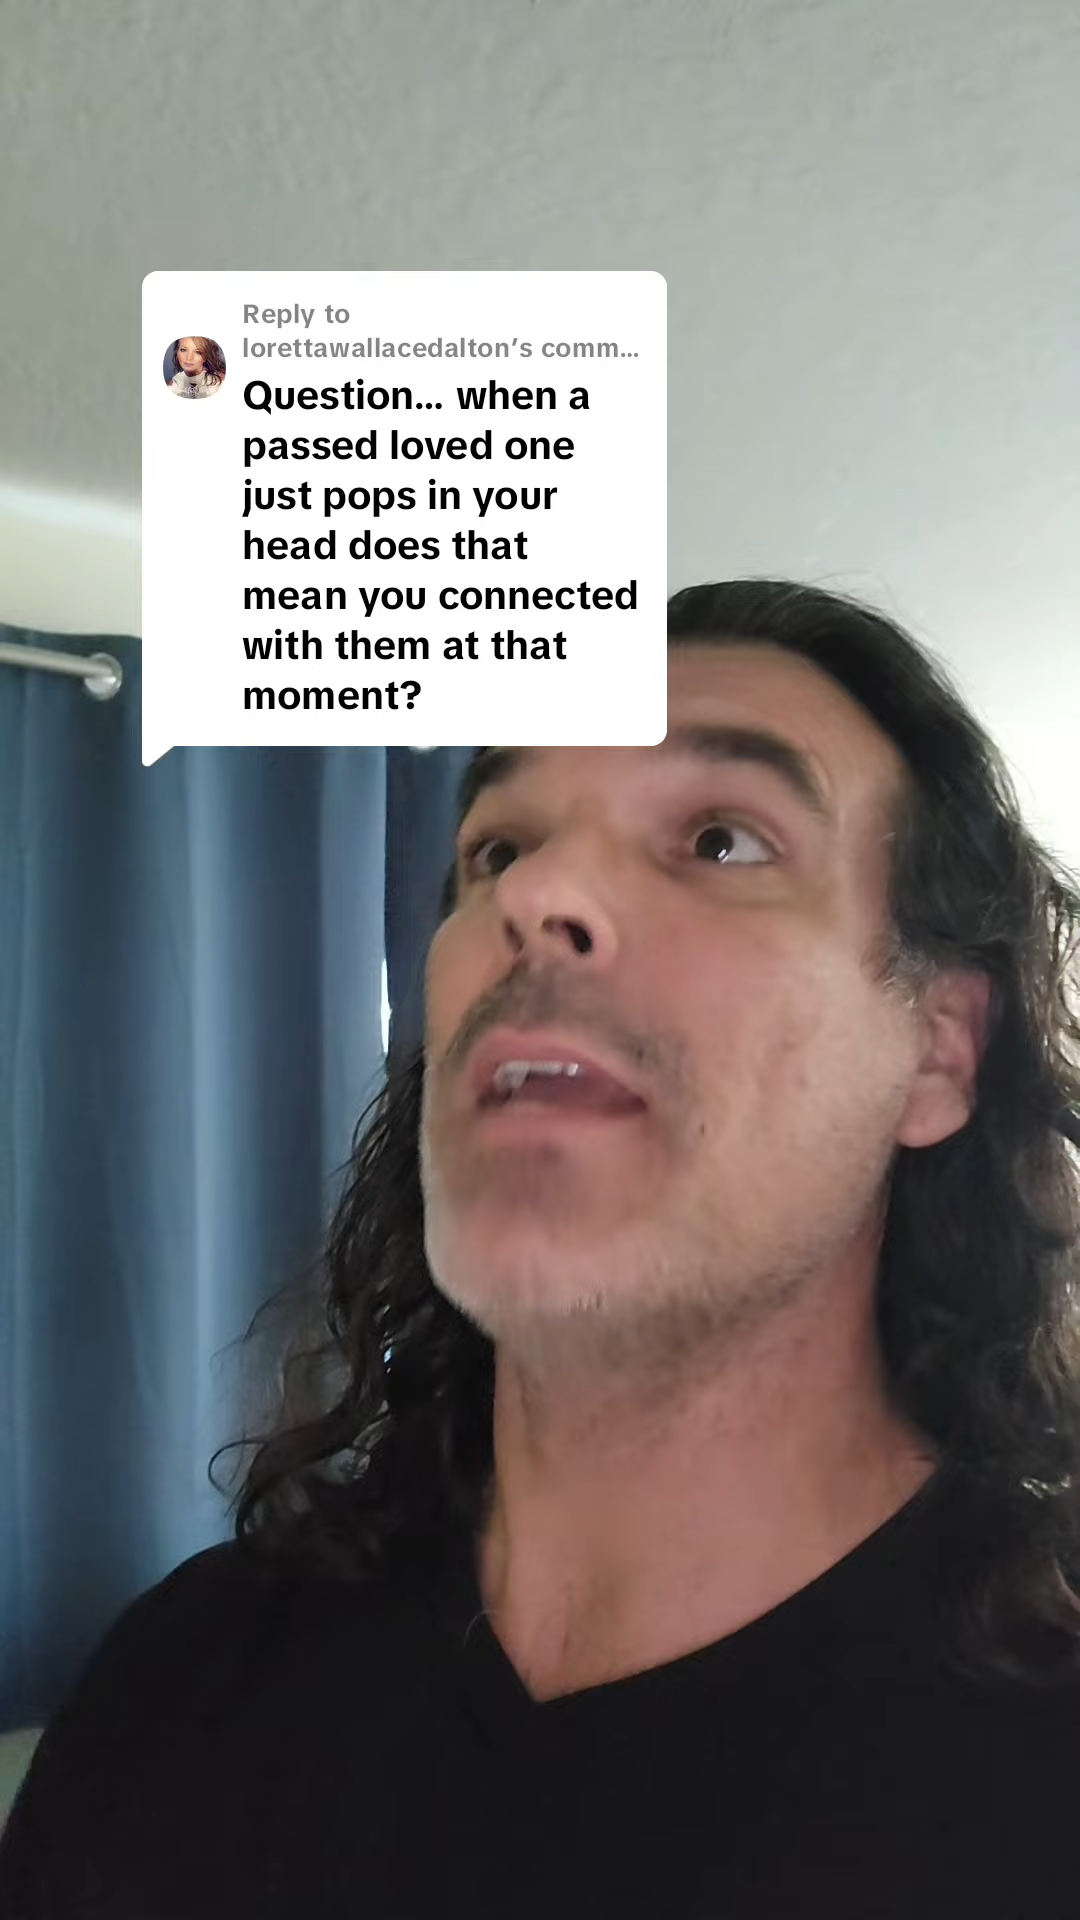 Reply to
lorettawallacedalton's comm...
Question... when a
passed loved one
just pops in your
head does that
mean you connected
with them at that
moment?